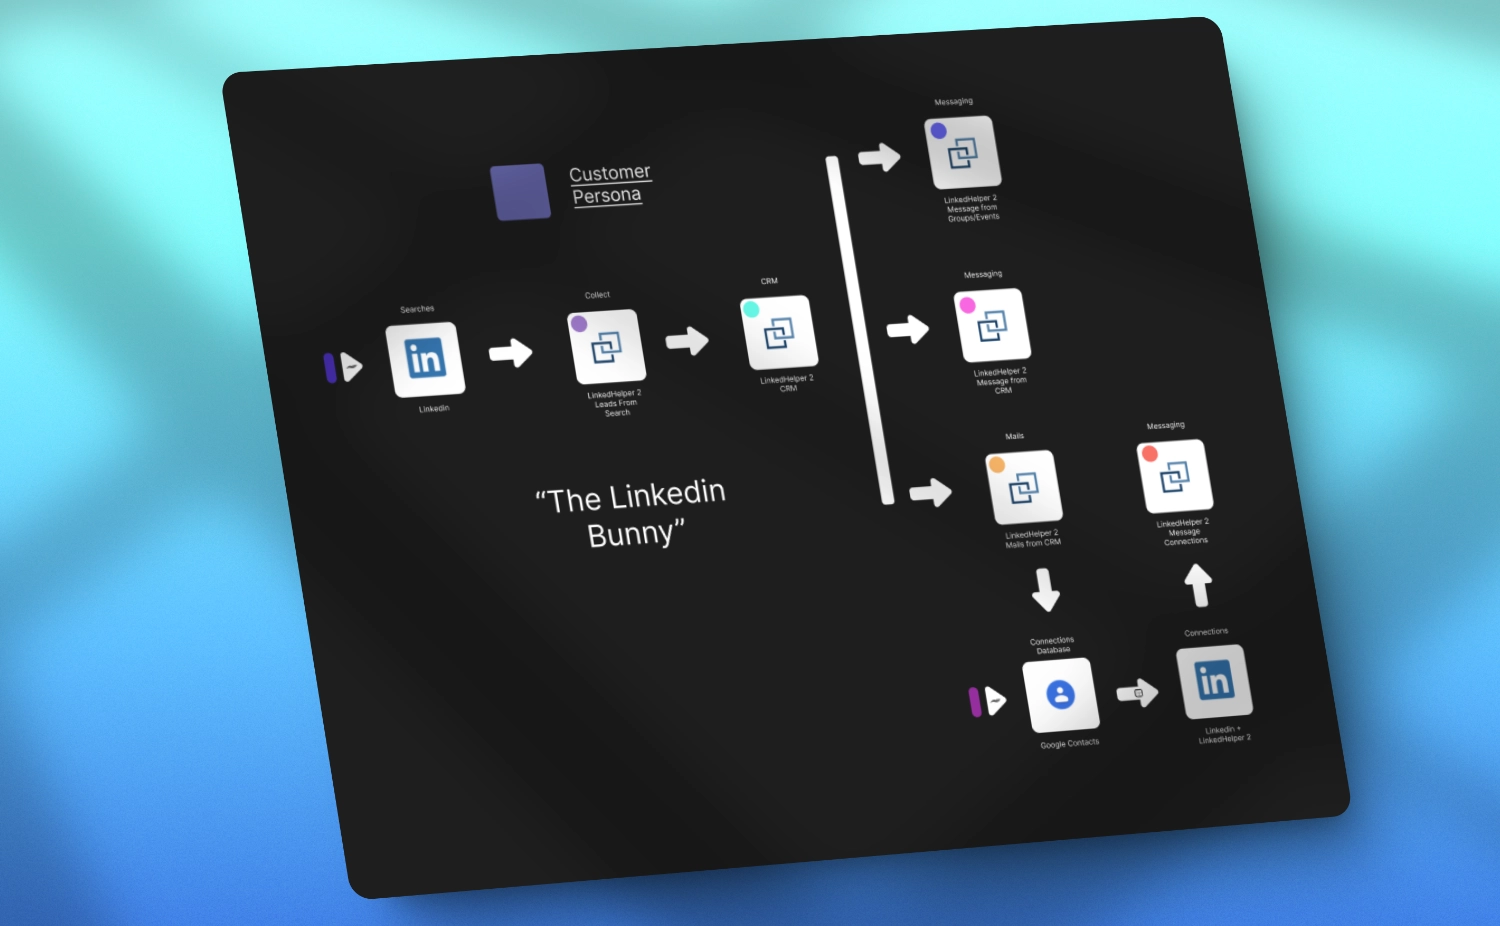 Messaging
LinkedHelper 2
Message from
Groups/Events
Customer
Persona
Searches
in
Linkedin
Collect
LinkedHelper 2
Leads From
Search
CRM
LinkedHelper 2
CRM
Messaging
LinkedHelper 2
Message from
CRM
“The Linkedin
Bunny”
Mails
LinkedHelper 2
Mails from CRM
Messaging
LinkedHelper 2
Message
Connections
Connections
Database
Google Contacts
Connections
in
Linkedin +
LinkedHelper 2